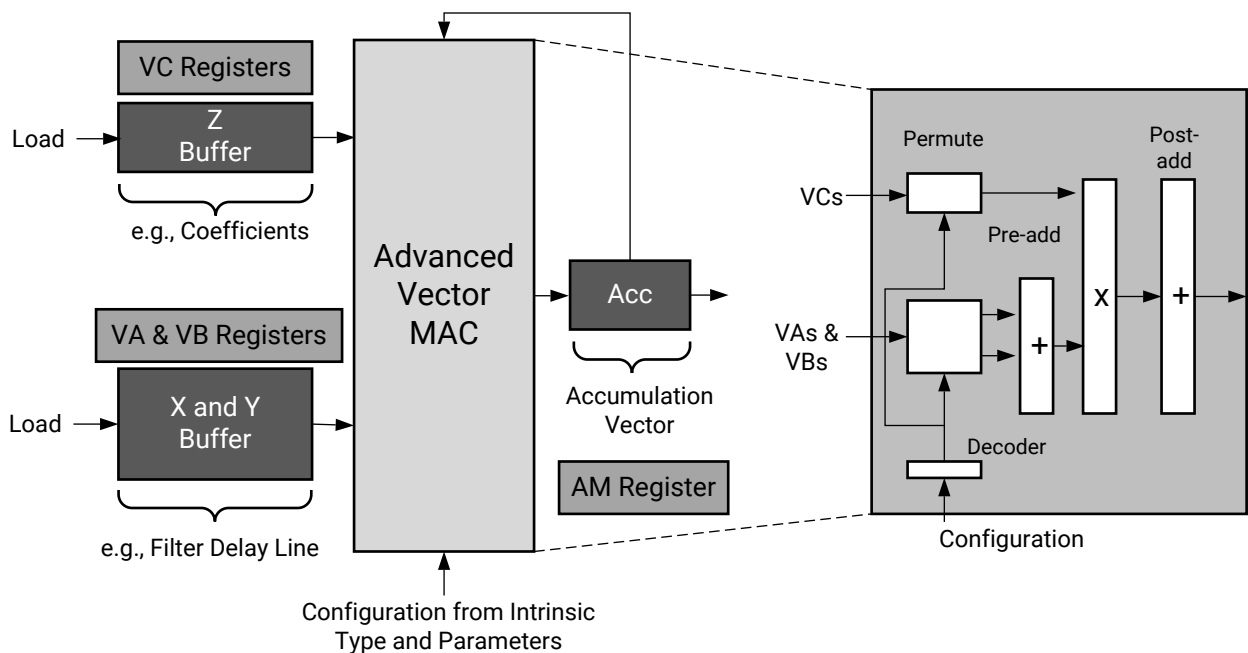 VC Registers
Load
Z
Buffer
e.g., Coefficients
VA & VB Registers
Load
X and Y
Buffer
e.g., Filter Delay Line
Advanced
Vector
MAC
Configuration from Intrinsic
Type and Parameters
Acc
Accumulation
Vector
AM Register
Permute
Post-
add
VCs
Pre-add
VAs &
VBs
+
X
+
Decoder
Configuration